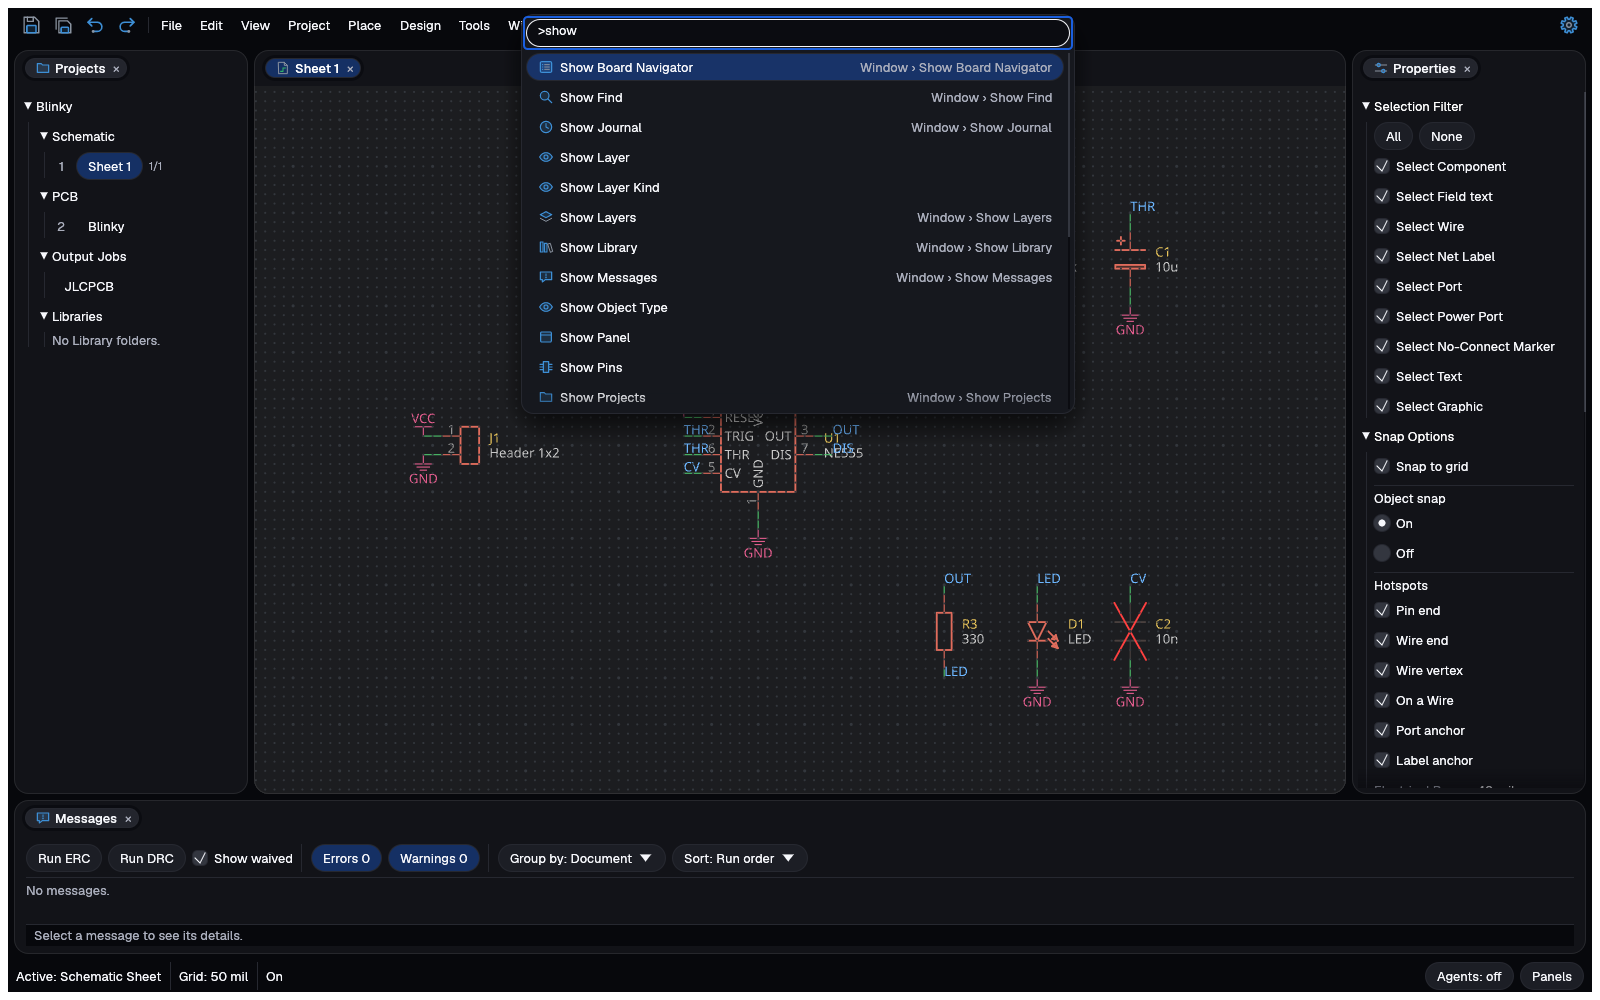 File Edit View Project Place Design Tools
>show
Projects ×
Sheet 1 ×
Properties ×
Blinky
Schematic
1 Sheet 1 1/1
PCB
2 Blinky
Output Jobs
JLCPCB
Libraries
No Library folders.
Show Board Navigator Window › Show Board Navigator
Show Find Window › Show Find
Show Journal Window › Show Journal
Show Layer
Show Layer Kind
Show Layers Window › Show Layers
Show Library Window › Show Library
Show Messages Window › Show Messages
Show Object Type
Show Panel
Show Pins
Show Projects Window › Show Projects
THR
C1
10u
GND
VCC
1
2
J1
Header 1x2
GND
THR 2 TRIG OUT 3 OUT
THR 6 THR DIS 7 DIS
CV 5 CV
U1
NE555
GND
1
GND
OUT
R3
330
LED
LED
D1
LED
GND
CV
C2
10n
GND
Selection Filter
All None
Select Component
Select Field text
Select Wire
Select Net Label
Select Port
Select Power Port
Select No-Connect Marker
Select Text
Select Graphic
Snap Options
Snap to grid
Object snap
On
Off
Hotspots
Pin end
Wire end
Wire vertex
On a Wire
Port anchor
Label anchor
Messages ×
Run ERC Run DRC Show waived Errors 0 Warnings 0 Group by: Document Sort: Run order
No messages.
Select a message to see its details.
Active: Schematic Sheet Grid: 50 mil On
Agents: off Panels